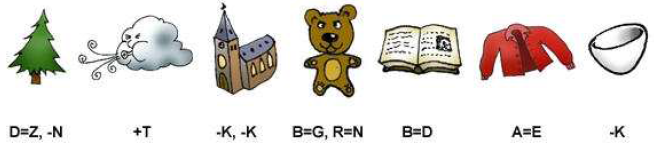 D=Z, -N +T -K, -K B=G, R=N B=D A=E -K